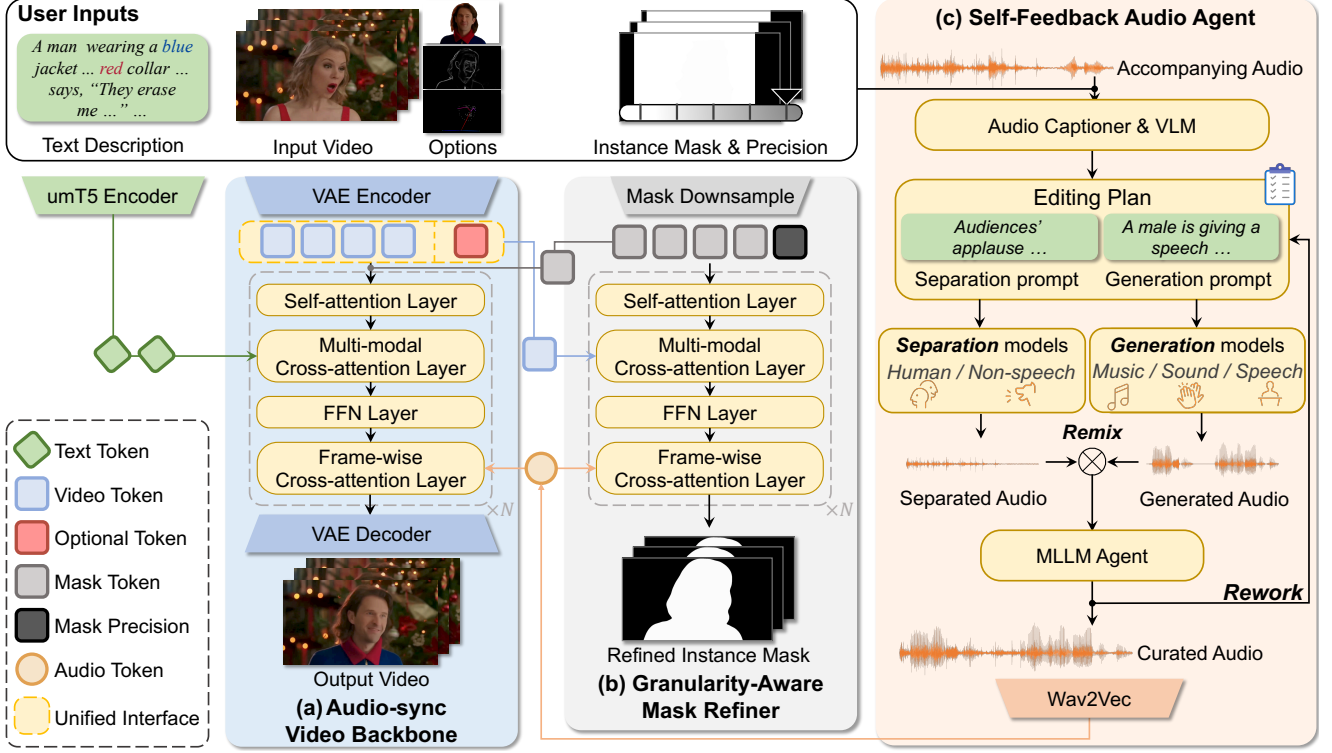 User Inputs
A man wearing a blue
jacket ... red collar ...
says, “They erase
me ...” ...
Text Description
Input Video
Options
Instance Mask & Precision
umT5 Encoder
VAE Encoder
Self-attention Layer
Multi-modal
Cross-attention Layer
FFN Layer
Frame-wise
Cross-attention Layer
×N
VAE Decoder
Output Video
(a) Audio-sync
Video Backbone
Mask Downsample
Self-attention Layer
Multi-modal
Cross-attention Layer
FFN Layer
Frame-wise
Cross-attention Layer
×N
Refined Instance Mask
(b) Granularity-Aware
Mask Refiner
Text Token
Video Token
Optional Token
Mask Token
Mask Precision
Audio Token
Unified Interface
(c) Self-Feedback Audio Agent
Accompanying Audio
Audio Captioner & VLM
Editing Plan
Audiences’
applause ...
Separation prompt
A male is giving a
speech ...
Generation prompt
Separation models
Human / Non-speech
Generation models
Music / Sound / Speech
Remix
Separated Audio
Generated Audio
MLLM Agent
Rework
Curated Audio
Wav2Vec